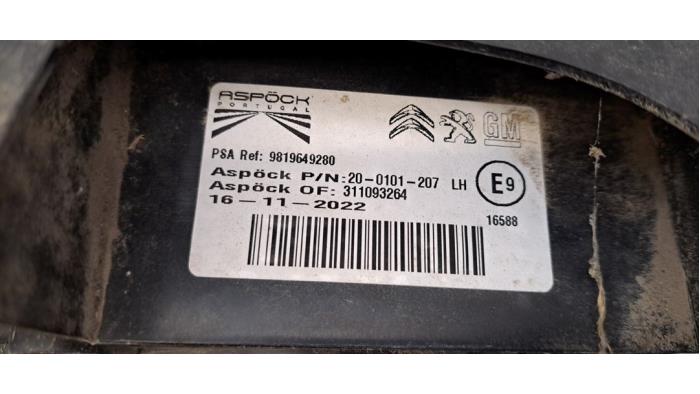 ASPÖCK
PORTUGAL
GM
PSA Ref: 9819649280
Aspöck P/N:20-0101-207 LH
E9
Aspöck OF: 311093264
16-11-2022
16588